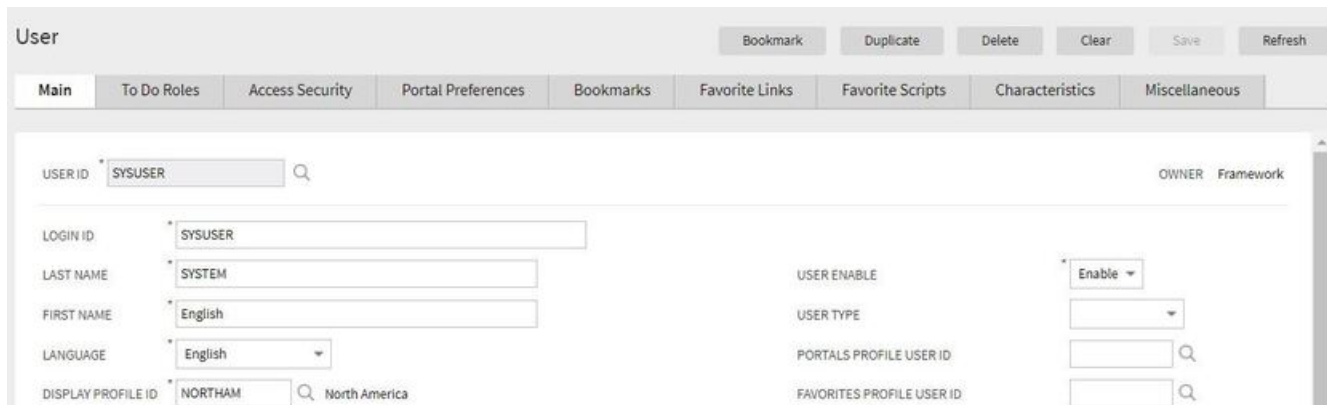 User Bookmark Duplicate Delete Clear Save Refresh
Main To Do Roles Access Security Portal Preferences Bookmarks Favorite Links Favorite Scripts Characteristics Miscellaneous
USER ID * SYSUSER OWNER Framework
LOGIN ID * SYSUSER
LAST NAME * SYSTEM USER ENABLE * Enable
FIRST NAME * English USER TYPE
LANGUAGE * English PORTALS PROFILE USER ID
DISPLAY PROFILE ID * NORTHAM North America FAVORITES PROFILE USER ID